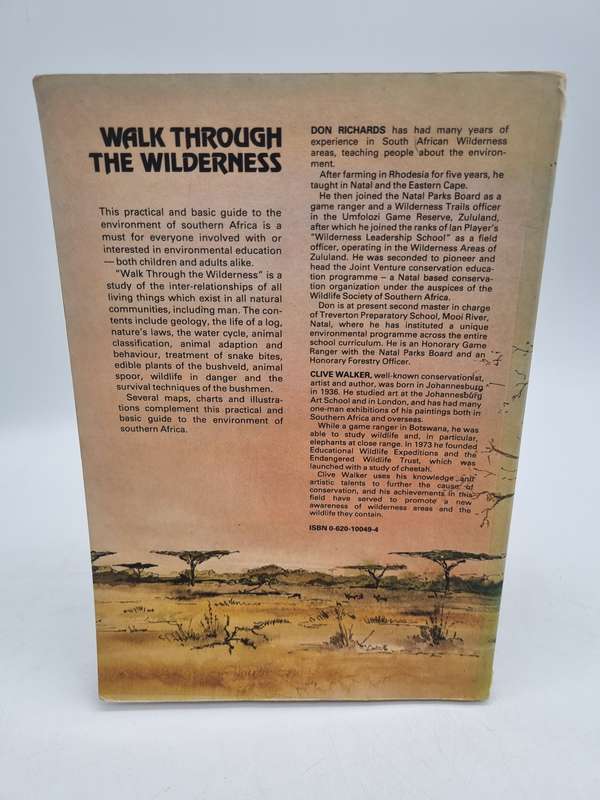 WALK THROUGH
THE WILDERNESS
This practical and basic guide to the
environment of southern Africa is a
must for everyone involved with or
interested in environmental education
— both children and adults alike.
"Walk Through the Wilderness" is a
study of the inter-relationships of all
living things which exist in all natural
communities, including man. The con-
tents include geology, the life of a log,
nature's laws, the water cycle, animal
classification, animal adaption and
behaviour, treatment of snake bites,
edible plants of the bushveld, animal
spoor, wildlife in danger and the
survival techniques of the bushmen.
Several maps, charts and illustra-
tions complement this practical and
basic guide to the environment of
southern Africa.
DON RICHARDS has had many years of
experience in South African Wilderness
areas, teaching people about the environ-
ment.
After farming in Rhodesia for five years, he
taught in Natal and the Eastern Cape.
He then joined the Natal Parks Board as a
game ranger and a Wilderness Trails officer
in the Umfolozi Game Reserve, Zululand,
after which he joined the ranks of Ian Player's
"Wilderness Leadership School" as a field
officer, operating in the Wilderness Areas of
Zululand. He was seconded to pioneer and
head the Joint Venture conservation educa-
tion programme – a Natal based conserva-
tion organization under the auspices of the
Wildlife Society of Southern Africa.
Don is at present second master in charge
of Treverton Preparatory School, Mooi River,
Natal, where he has instituted a unique
environmental programme across the entire
school curriculum. He is an Honorary Game
Ranger with the Natal Parks Board and an
Honorary Forestry Officer.
CLIVE WALKER, well-known conservationist,
artist and author, was born in Johannesburg
in 1936. He studied art at the Johannesburg
Art School and in London, and has had many
one-man exhibitions of his paintings both in
Southern Africa and overseas.
While a game ranger in Botswana, he was
able to study wildlife and, in particular,
elephants at close range. In 1973 he founded
Educational Wildlife Expeditions and the
Endangered Wildlife Trust, which was
launched with a study of cheetah.
Clive Walker uses his knowledge and
artistic talents to further the cause of
conservation, and his achievements in this
field have served to promote a new
awareness of wilderness areas and the
wildlife they contain.
ISBN 0-620-10049-4